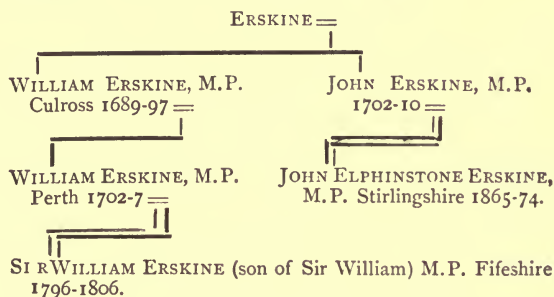 ERSKINE
WILLIAM ERSKINE, M.P.
Culross 1689-97
JOHN ERSKINE, M.P.
1702-10
WILLIAM ERSKINE, M.P.
Perth 1702-7
JOHN ELPHINSTONE ERSKINE,
M.P. Stirlingshire 1865-74.
SI RWILLIAM ERSKINE (son of Sir William) M.P. Fifeshire
1796-1806.